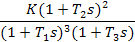 K(1 + T₂s)²
(1 + T₁s)³(1 + T₃s)